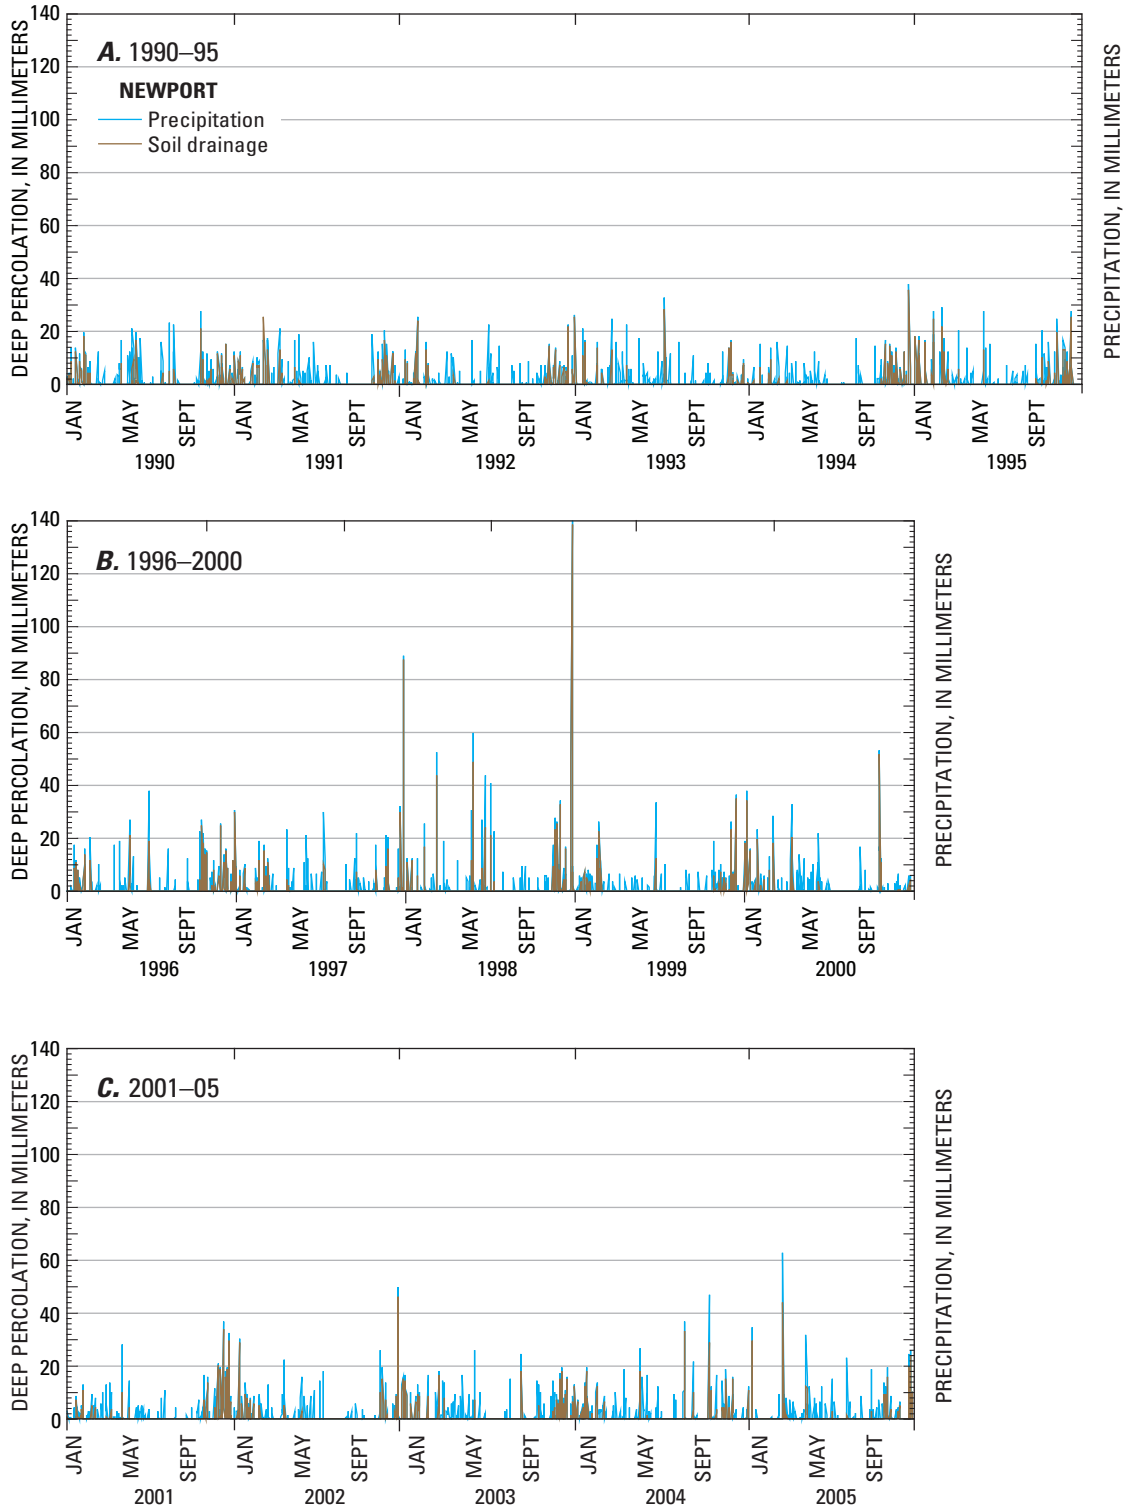 DEEP PERCOLATION, IN MILLIMETERS
140
120
100
80
60
40
20
0
A. 1990–95
NEWPORT
Precipitation
Soil drainage
PRECIPITATION, IN MILLIMETERS
JAN MAY SEPT JAN MAY SEPT JAN MAY SEPT JAN MAY SEPT JAN MAY SEPT JAN MAY SEPT
1990 1991 1992 1993 1994 1995
DEEP PERCOLATION, IN MILLIMETERS
140
120
100
80
60
40
20
0
B. 1996–2000
PRECIPITATION, IN MILLIMETERS
JAN MAY SEPT JAN MAY SEPT JAN MAY SEPT JAN MAY SEPT JAN MAY SEPT
1996 1997 1998 1999 2000
DEEP PERCOLATION, IN MILLIMETERS
140
120
100
80
60
40
20
0
C. 2001–05
PRECIPITATION, IN MILLIMETERS
JAN MAY SEPT JAN MAY SEPT JAN MAY SEPT JAN MAY SEPT JAN MAY SEPT
2001 2002 2003 2004 2005